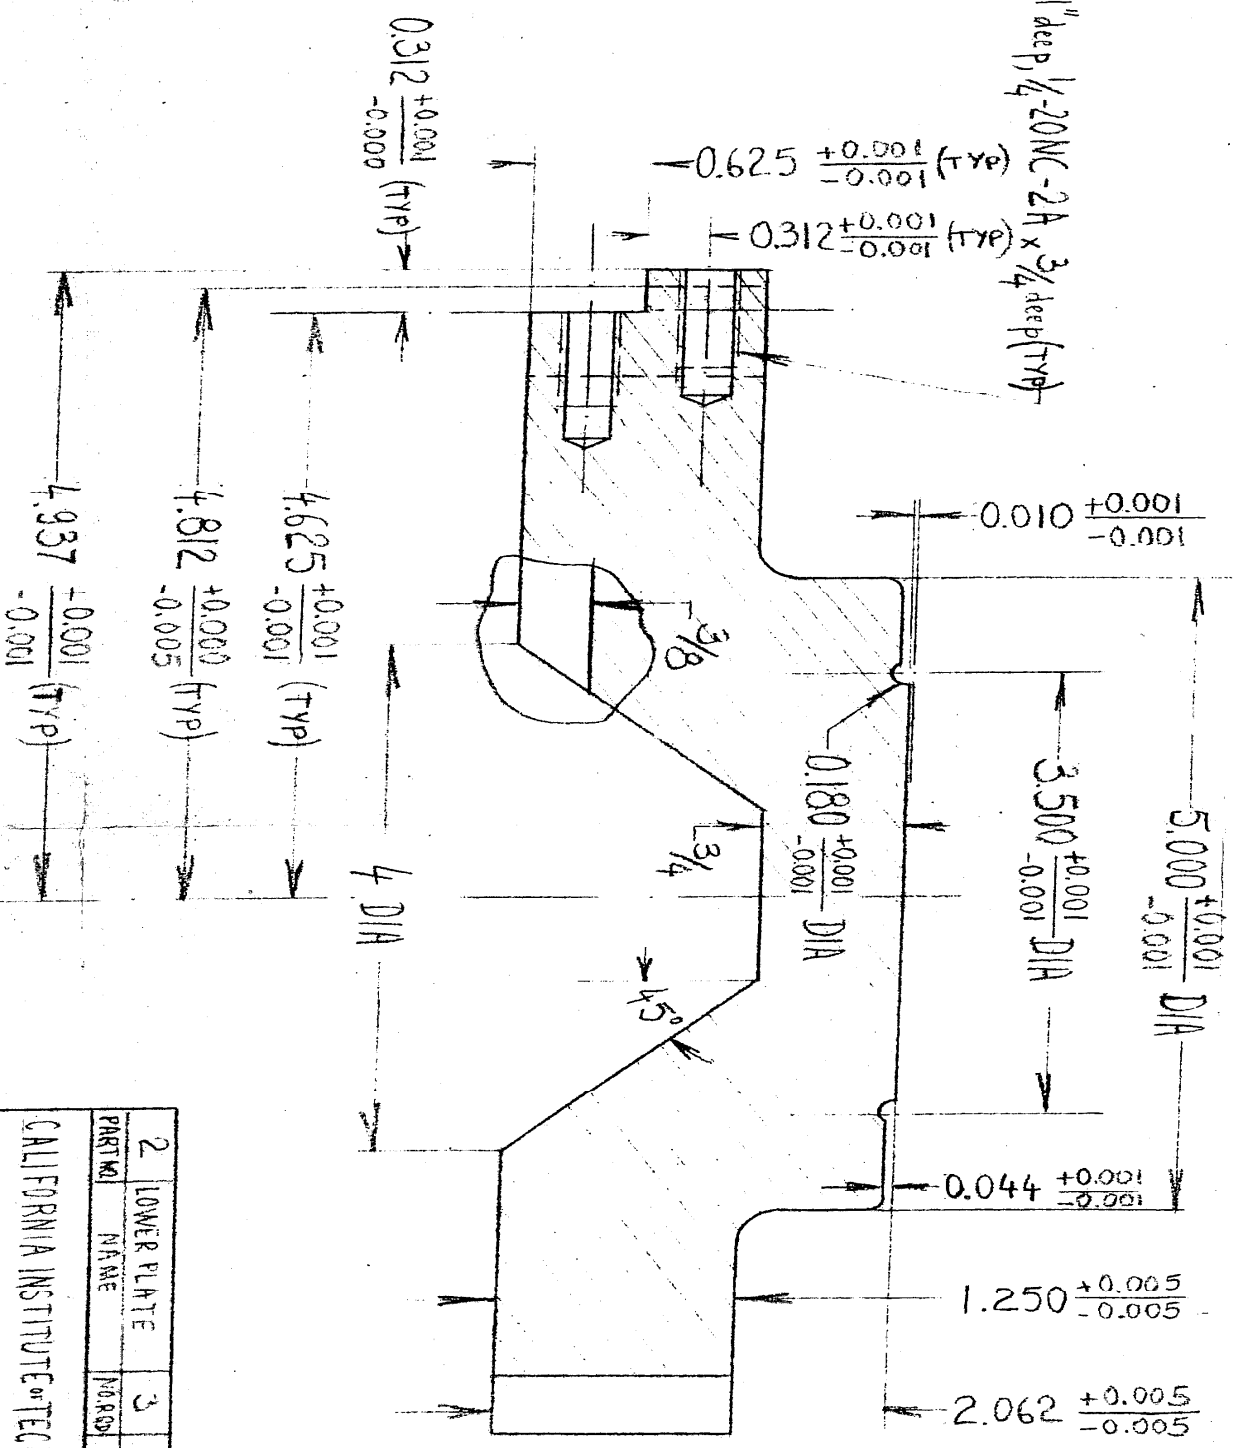 1" deep, 1/4-20NC-2A x 3/4 deep (TYP)
0.312 +0.001 -0.000 (TYP)
0.625 +0.001 -0.001 (TYP)
0.312 +0.001 -0.001 (TYP)
0.010 +0.001 -0.001
4.937 +0.001 -0.001 (TYP)
4.812 +0.000 -0.005 (TYP)
4.625 +0.001 -0.001 (TYP)
3/8
4 DIA
3/4
45°
0.180 +0.001 -0.001 DIA
3.500 +0.001 -0.001 DIA
5.000 +0.001 -0.001 DIA
0.044 +0.001 -0.001
1.250 +0.005 -0.005
2.062 +0.005 -0.005
2 LOWER PLATE 3
PART NO NAME NO. RQD
CALIFORNIA INSTITUTE OF TEC